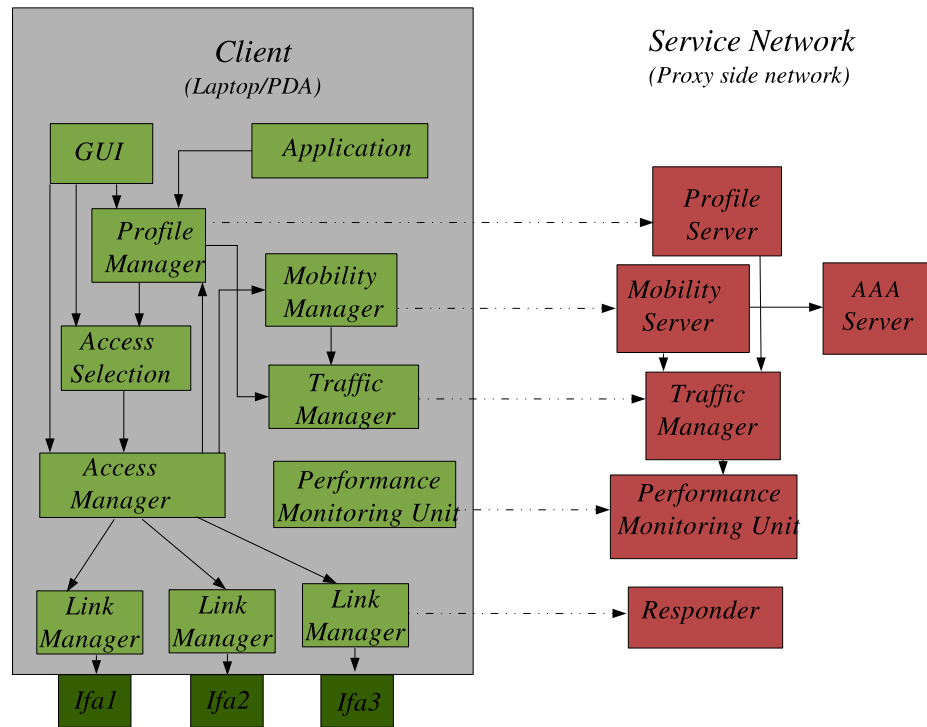 Client
(Laptop/PDA)
Service Network
(Proxy side network)
GUI
Application
Profile
Manager
Profile
Server
Mobility
Manager
Mobility
Server
AAA
Server
Access
Selection
Traffic
Manager
Traffic
Manager
Access
Manager
Performance
Monitoring Unit
Performance
Monitoring Unit
Link
Manager
Link
Manager
Link
Manager
Responder
Ifa1
Ifa2
Ifa3